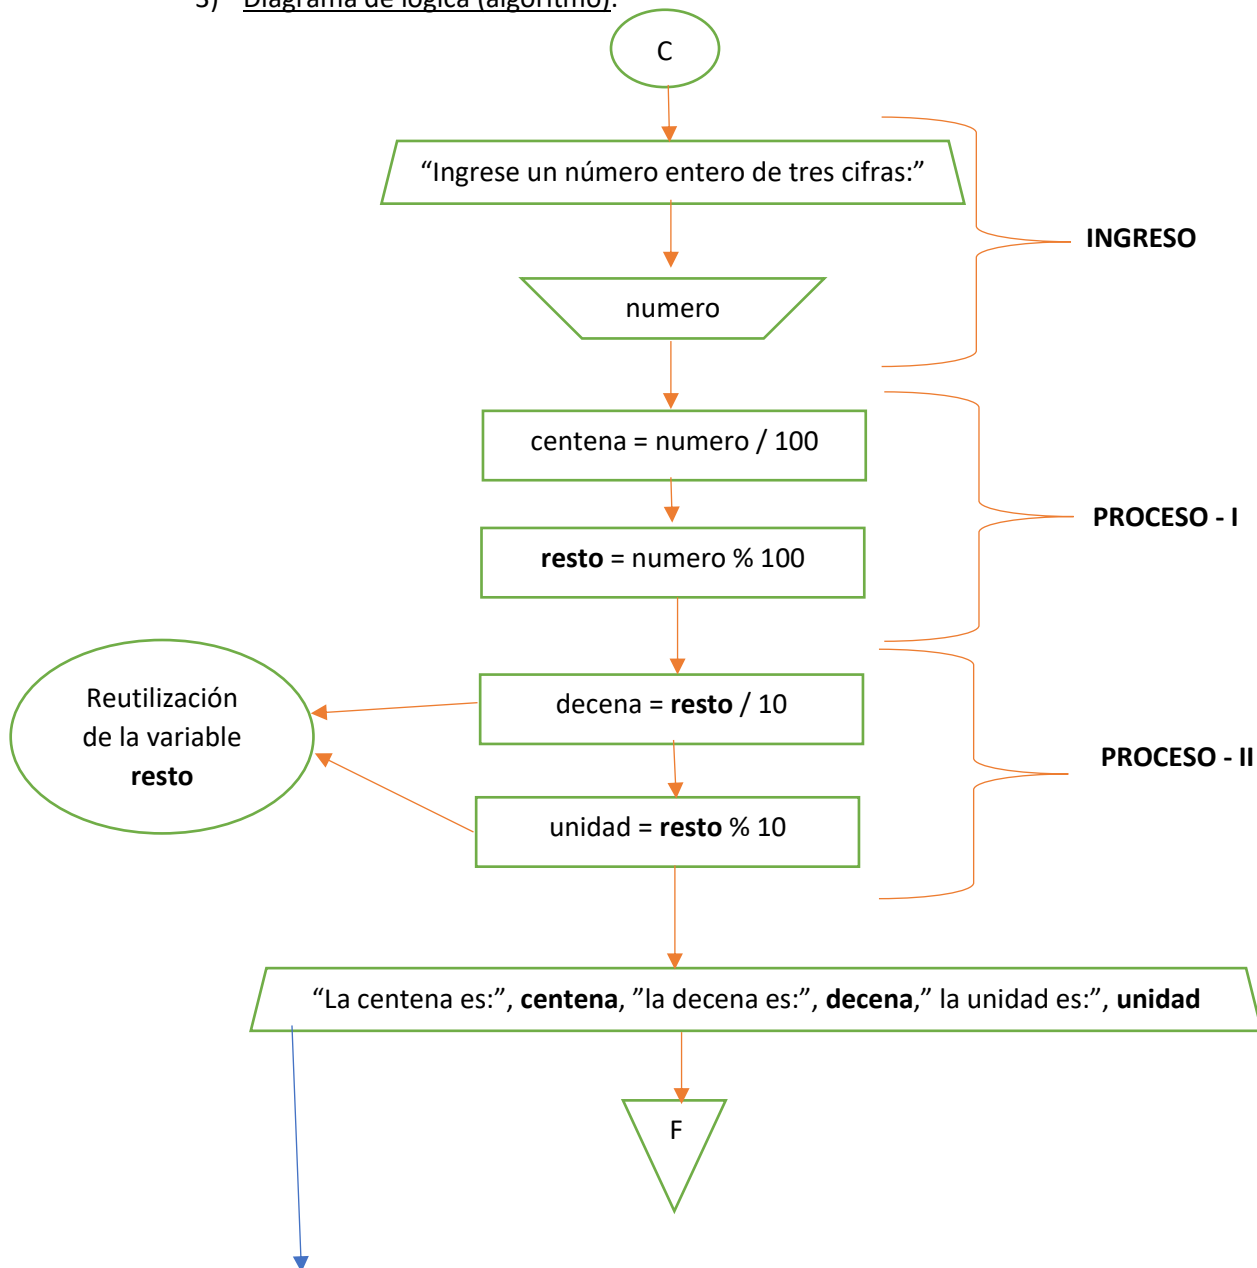 3) Diagrama de lógica (algoritmo):
C
“Ingrese un número entero de tres cifras:”
INGRESO
numero
centena = numero / 100
PROCESO - I
resto = numero % 100
Reutilización
de la variable
resto
decena = resto / 10
PROCESO - II
unidad = resto % 10
“La centena es:”, centena, ”la decena es:”, decena,” la unidad es:”, unidad
F